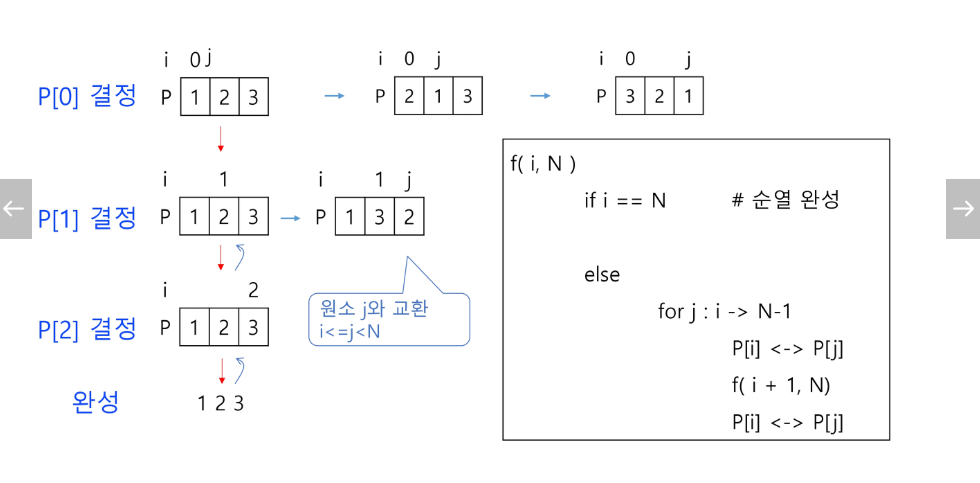 i 0 j
P[0] 결정 P 1 2 3
i 0 j
P 2 1 3
i 0 j
P 3 2 1
i 1
P[1] 결정 P 1 2 3
i 1 j
P 1 3 2
원소 j와 교환
i<=j<N
i 2
P[2] 결정 P 1 2 3
완성 1 2 3
f( i, N )
if i == N # 순열 완성
else
for j : i -> N-1
P[i] <-> P[j]
f( i + 1, N)
P[i] <-> P[j]